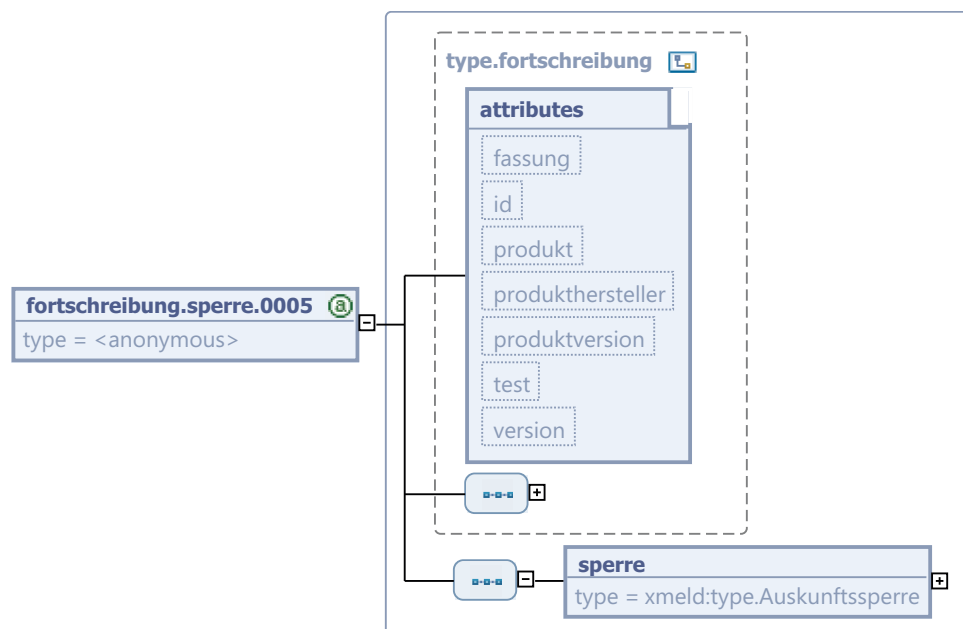 type.fortschreibung
attributes
fassung
id
produkt
produkthersteller
produktversion
test
version
fortschreibung.sperre.0005 @
type = <anonymous>
sperre
type = xmeld:type.Auskunftssperre